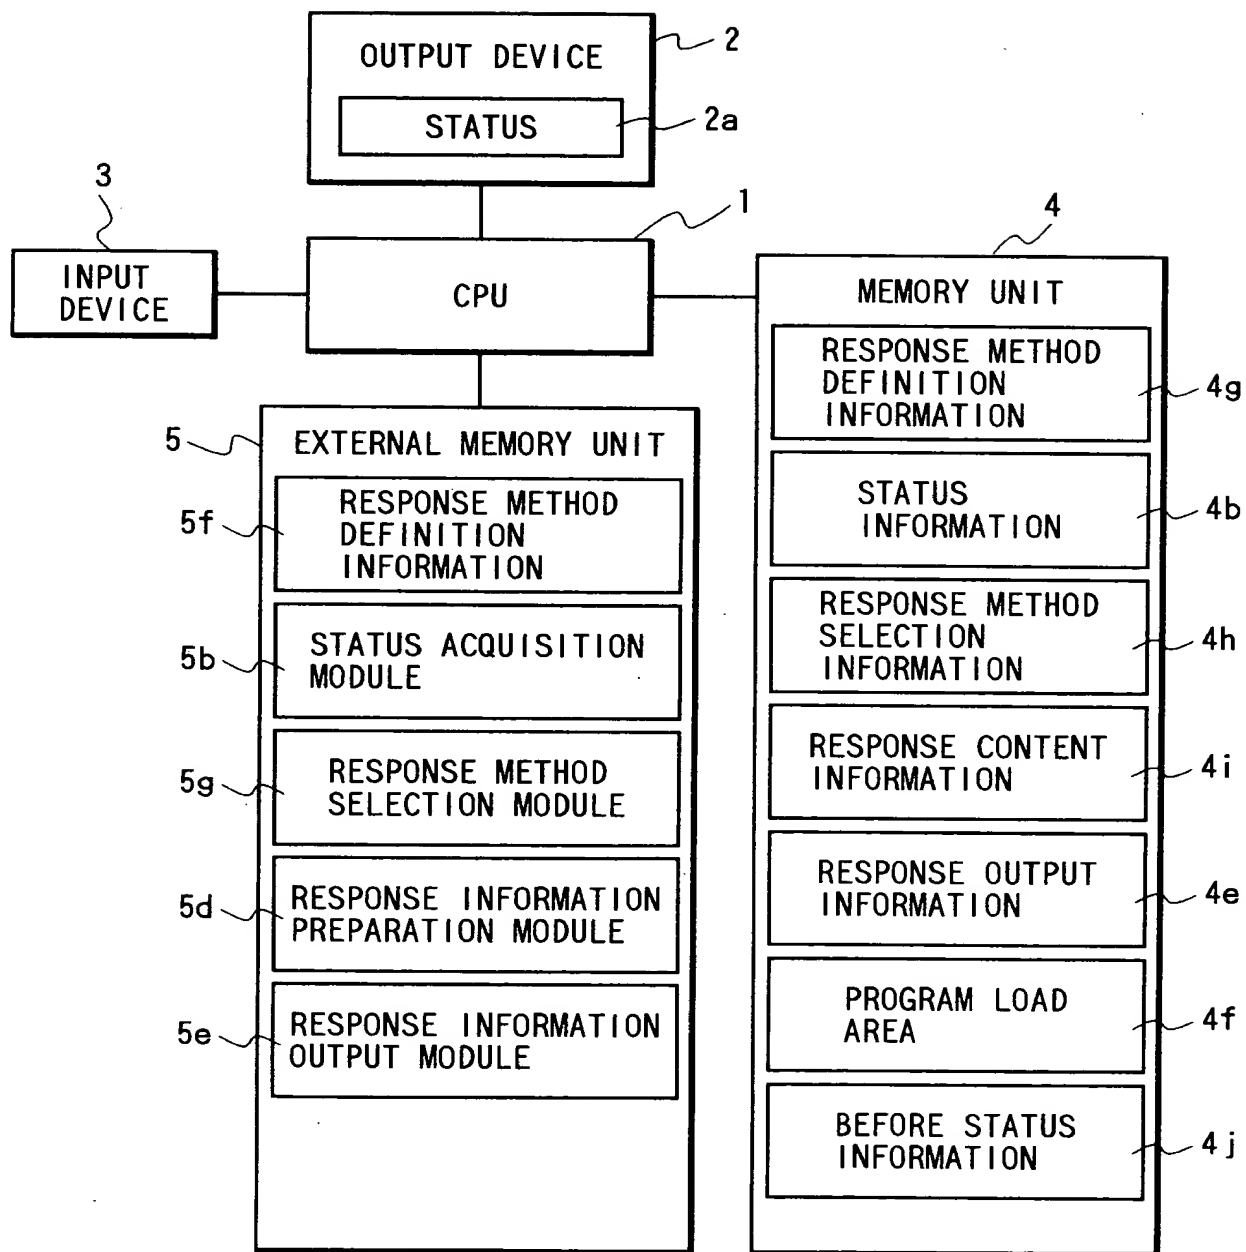 OUTPUT DEVICE
2
STATUS
2a
3
INPUT
DEVICE
1
CPU
4
MEMORY UNIT
RESPONSE METHOD
DEFINITION
INFORMATION
4g
STATUS
INFORMATION
4b
RESPONSE METHOD
SELECTION
INFORMATION
4h
RESPONSE CONTENT
INFORMATION
4i
RESPONSE OUTPUT
INFORMATION
4e
PROGRAM LOAD
AREA
4f
BEFORE STATUS
INFORMATION
4j
5
EXTERNAL MEMORY UNIT
5f
RESPONSE METHOD
DEFINITION
INFORMATION
5b
STATUS ACQUISITION
MODULE
5g
RESPONSE METHOD
SELECTION MODULE
5d
RESPONSE INFORMATION
PREPARATION MODULE
5e
RESPONSE INFORMATION
OUTPUT MODULE